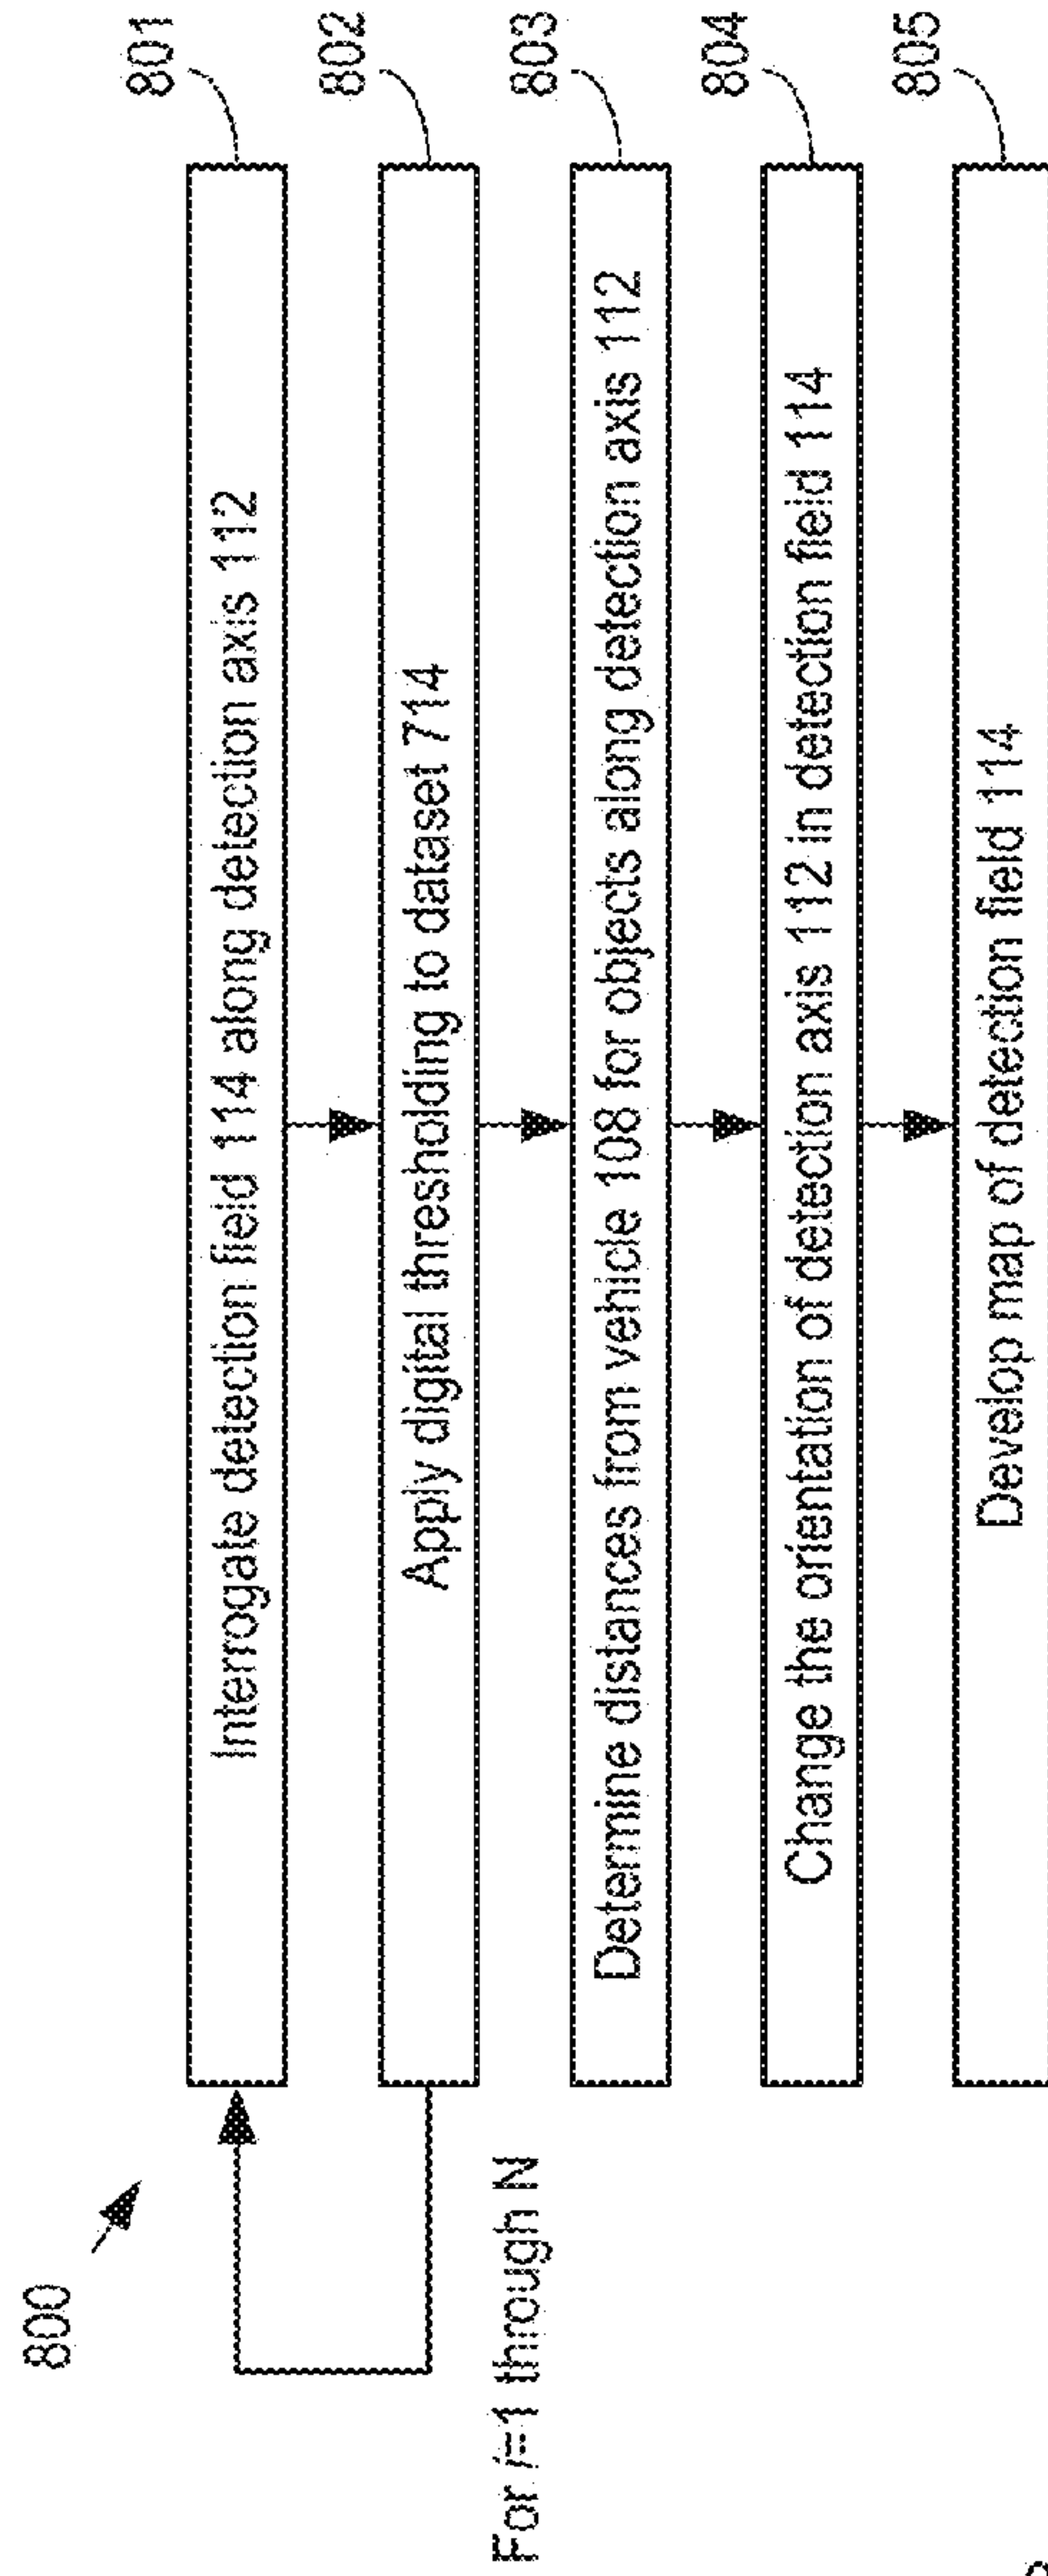 800
Interrogate detection field 114 along detection axis 112
801
Apply digital thresholding to dataset 714
802
For i=1 through N
Determine distances from vehicle 108 for objects along detection axis 112
803
Change the orientation of detection axis 112 in detection field 114
804
Develop map of detection field 114
805